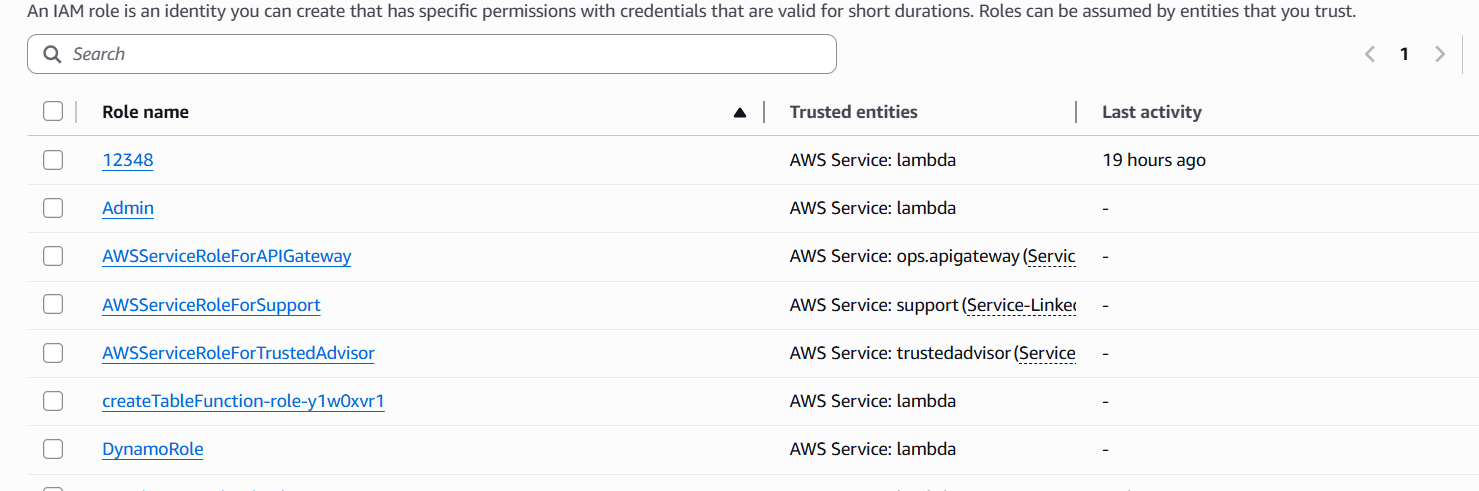 An IAM role is an identity you can create that has specific permissions with credentials that are valid for short durations. Roles can be assumed by entities that you trust.
Search
1
Role name Trusted entities Last activity
12348 AWS Service: lambda 19 hours ago
Admin AWS Service: lambda -
AWSServiceRoleForAPIGateway AWS Service: ops.apigateway (Servic -
AWSServiceRoleForSupport AWS Service: support (Service-Linked -
AWSServiceRoleForTrustedAdvisor AWS Service: trustedadvisor (Service -
createTableFunction-role-y1w0xvr1 AWS Service: lambda -
DynamoRole AWS Service: lambda -